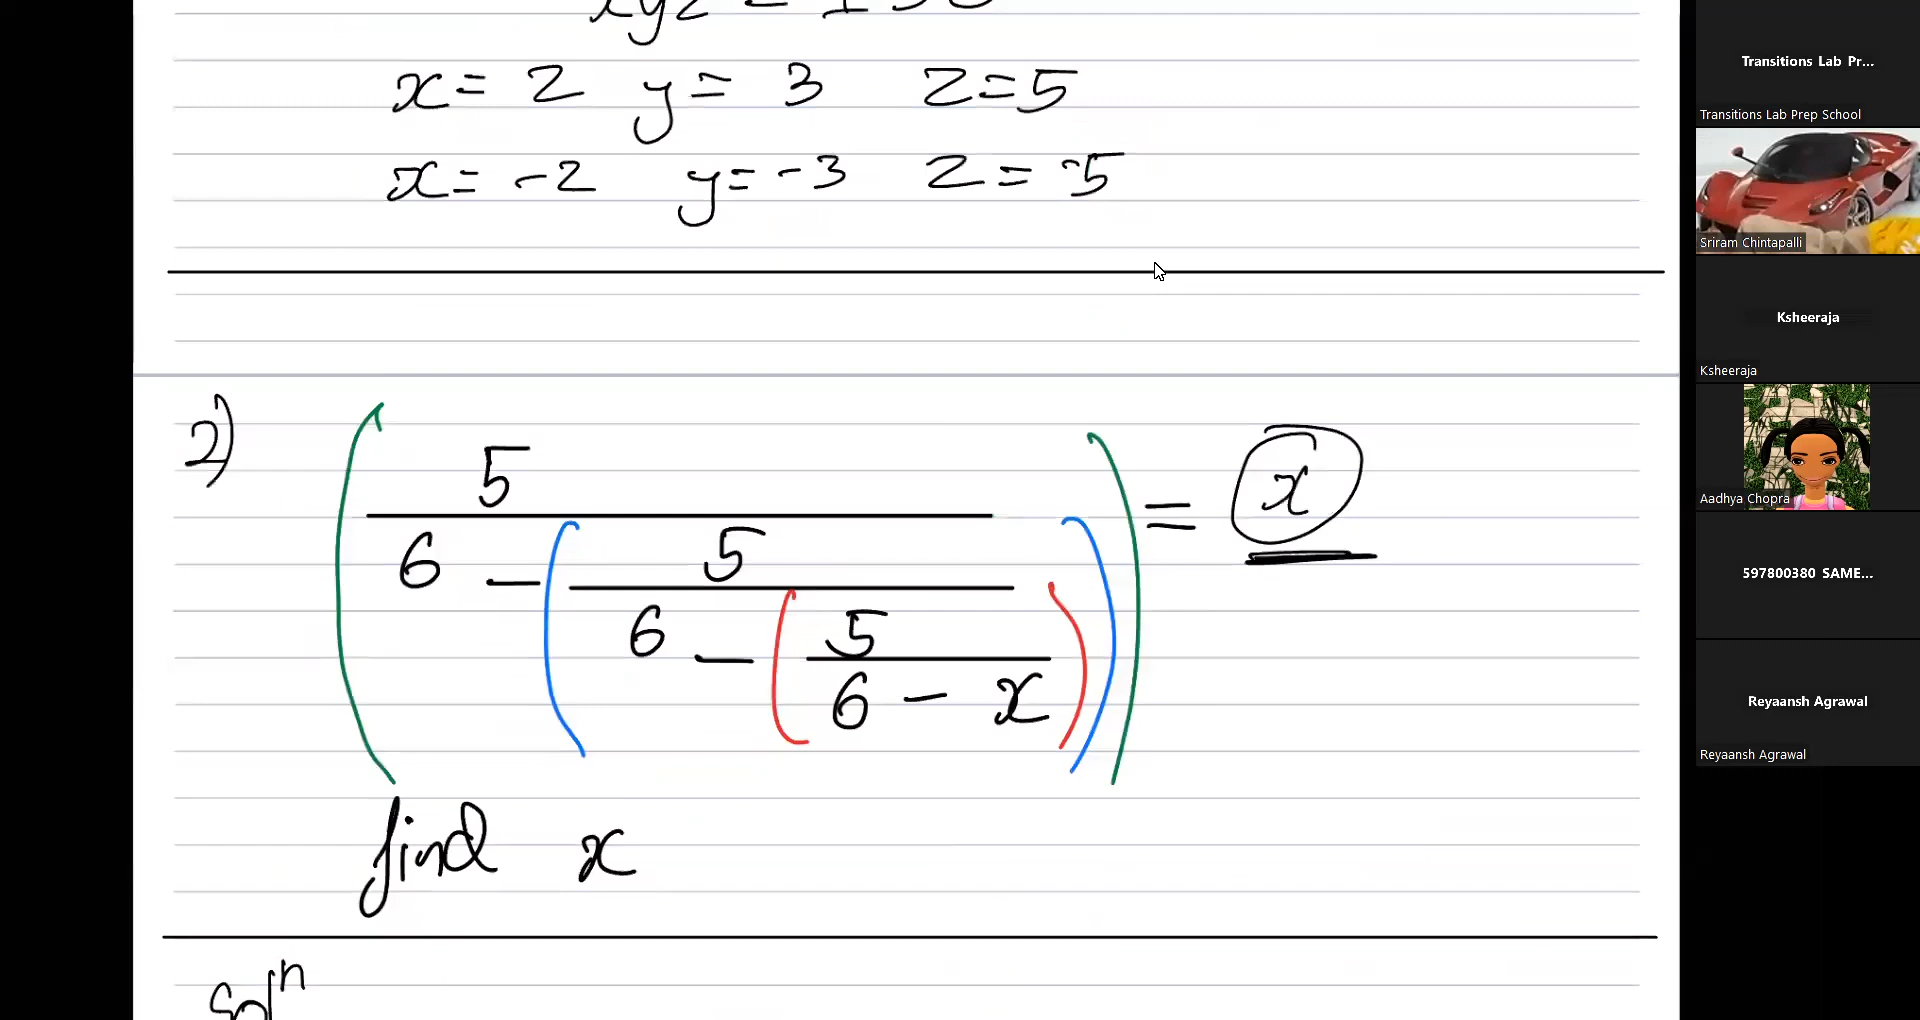 x = 2 y = 3 z = 5
x = -2 y = -3 z = -5
2)
5
6 - 5
6 - 5
6 - x
= x
find x
Solⁿ
Transitions Lab Pr...
Transitions Lab Prep School
Sriram Chintapalli
Ksheeraja
Ksheeraja
Aadhya Chopra
597800380 SAME...
Reyaansh Agrawal
Reyaansh Agrawal